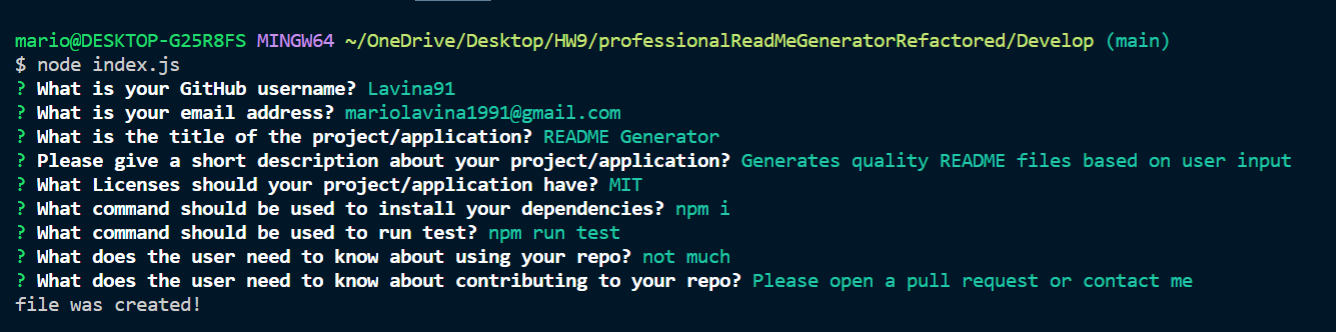 mario@DESKTOP-G25R8FS MINGW64 ~/OneDrive/Desktop/HW9/professionalReadMeGeneratorRefactored/Develop (main)
$ node index.js
? What is your GitHub username? Lavina91
? What is your email address? mariolavina1991@gmail.com
? What is the title of the project/application? README Generator
? Please give a short description about your project/application? Generates quality README files based on user input
? What Licenses should your project/application have? MIT
? What command should be used to install your dependencies? npm i
? What command should be used to run test? npm run test
? What does the user need to know about using your repo? not much
? What does the user need to know about contributing to your repo? Please open a pull request or contact me
file was created!